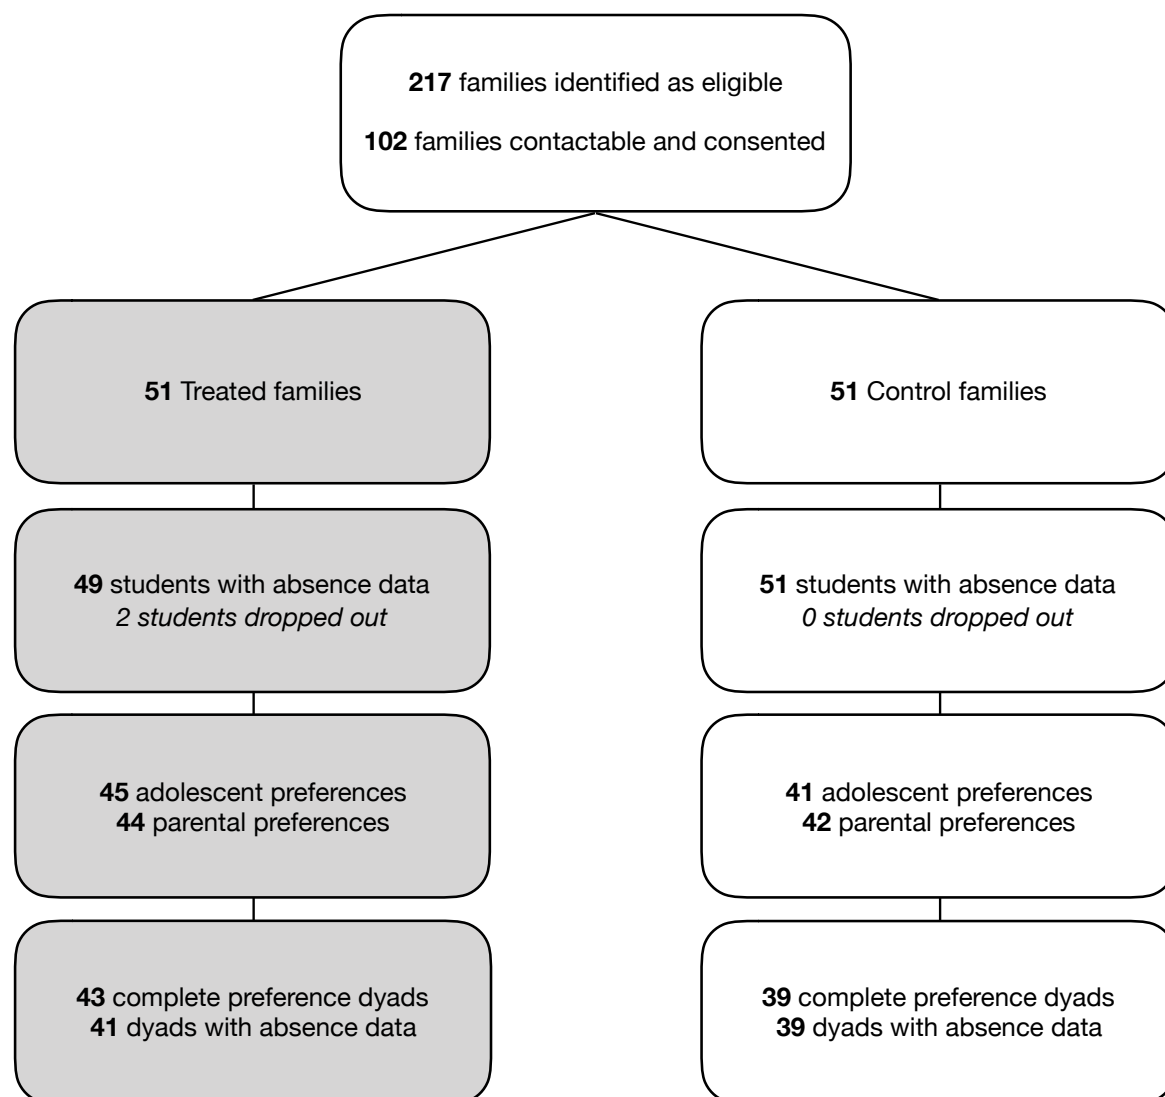 217 families identified as eligible
102 families contactable and consented
51 Treated families
51 Control families
49 students with absence data
2 students dropped out
51 students with absence data
0 students dropped out
45 adolescent preferences
44 parental preferences
41 adolescent preferences
42 parental preferences
43 complete preference dyads
41 dyads with absence data
39 complete preference dyads
39 dyads with absence data